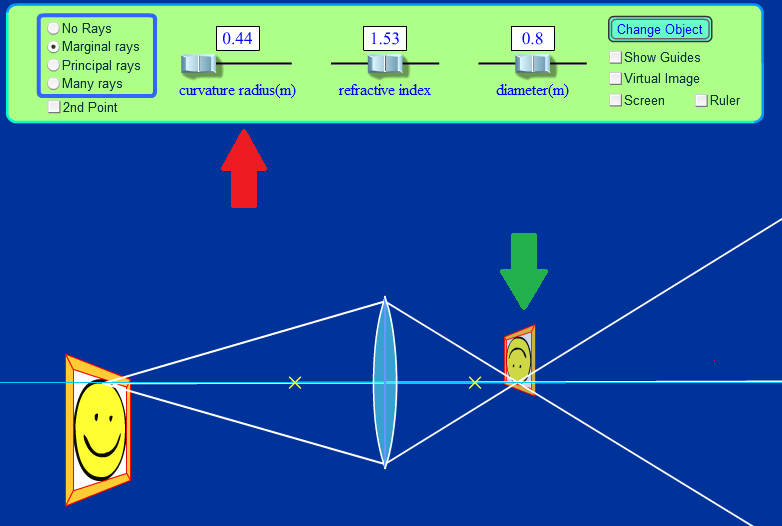 No Rays
Marginal rays
Principal rays
Many rays
2nd Point
0.44
curvature radius(m)
1.53
refractive index
0.8
diameter(m)
Change Object
Show Guides
Virtual Image
Screen
Ruler